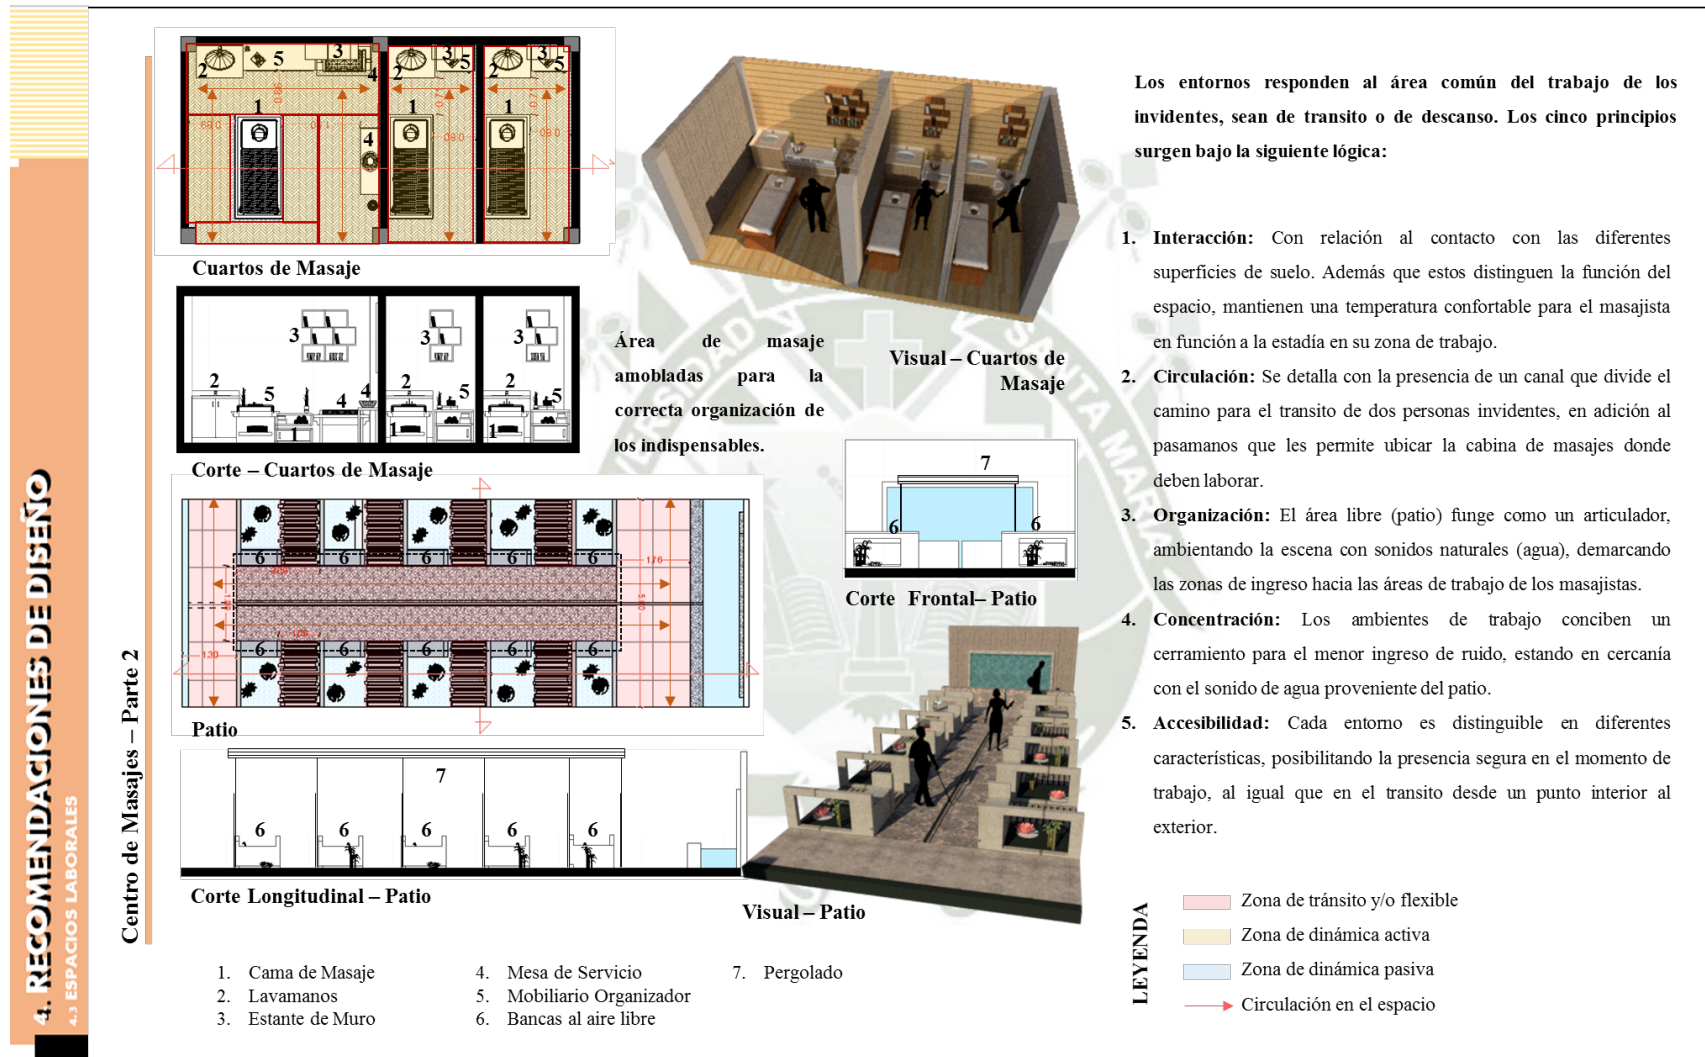 4. RECOMENDACIONES DE DISEÑO
4.3 ESPACIOS LABORALES
Centro de Masajes – Parte 2
Cuartos de Masaje
Corte – Cuartos de Masaje
Área de masaje
amobladas para la
correcta organización de
los indispensables.
Visual – Cuartos de
Masaje
Patio
Corte Frontal– Patio
Corte Longitudinal – Patio
Visual – Patio
1. Cama de Masaje
2. Lavamanos
3. Estante de Muro
4. Mesa de Servicio
5. Mobiliario Organizador
6. Bancas al aire libre
7. Pergolado
Los entornos responden al área común del trabajo de los
invidentes, sean de transito o de descanso. Los cinco principios
surgen bajo la siguiente lógica:
1. Interacción: Con relación al contacto con las diferentes
superficies de suelo. Además que estos distinguen la función del
espacio, mantienen una temperatura confortable para el masajista
en función a la estadía en su zona de trabajo.
2. Circulación: Se detalla con la presencia de un canal que divide el
camino para el transito de dos personas invidentes, en adición al
pasamanos que les permite ubicar la cabina de masajes donde
deben laborar.
3. Organización: El área libre (patio) funge como un articulador,
ambientando la escena con sonidos naturales (agua), demarcando
las zonas de ingreso hacia las áreas de trabajo de los masajistas.
4. Concentración: Los ambientes de trabajo conciben un
cerramiento para el menor ingreso de ruido, estando en cercanía
con el sonido de agua proveniente del patio.
5. Accesibilidad: Cada entorno es distinguible en diferentes
características, posibilitando la presencia segura en el momento de
trabajo, al igual que en el transito desde un punto interior al
exterior.
LEYENDA
Zona de tránsito y/o flexible
Zona de dinámica activa
Zona de dinámica pasiva
Circulación en el espacio